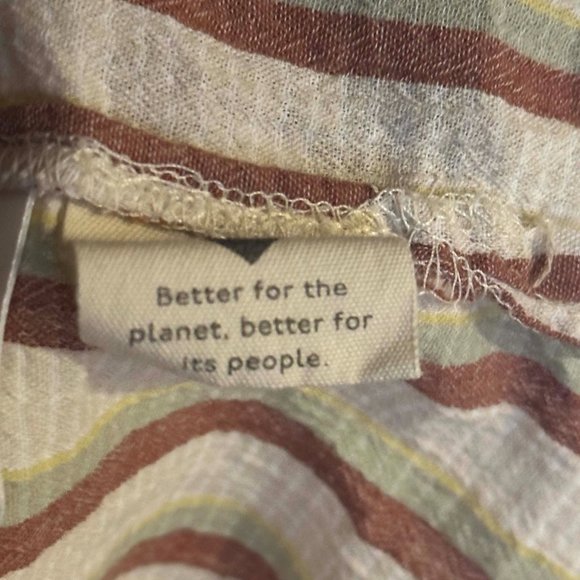 Better for the
planet, better for
its people.